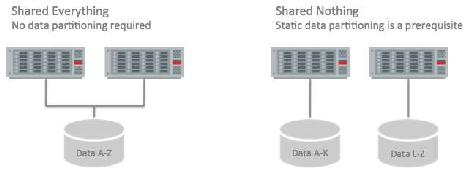 Shared Everything
No data partitioning required
Shared Nothing
Static data partitioning is a prerequisite
Data A-Z
Data A-K
Data L-Z